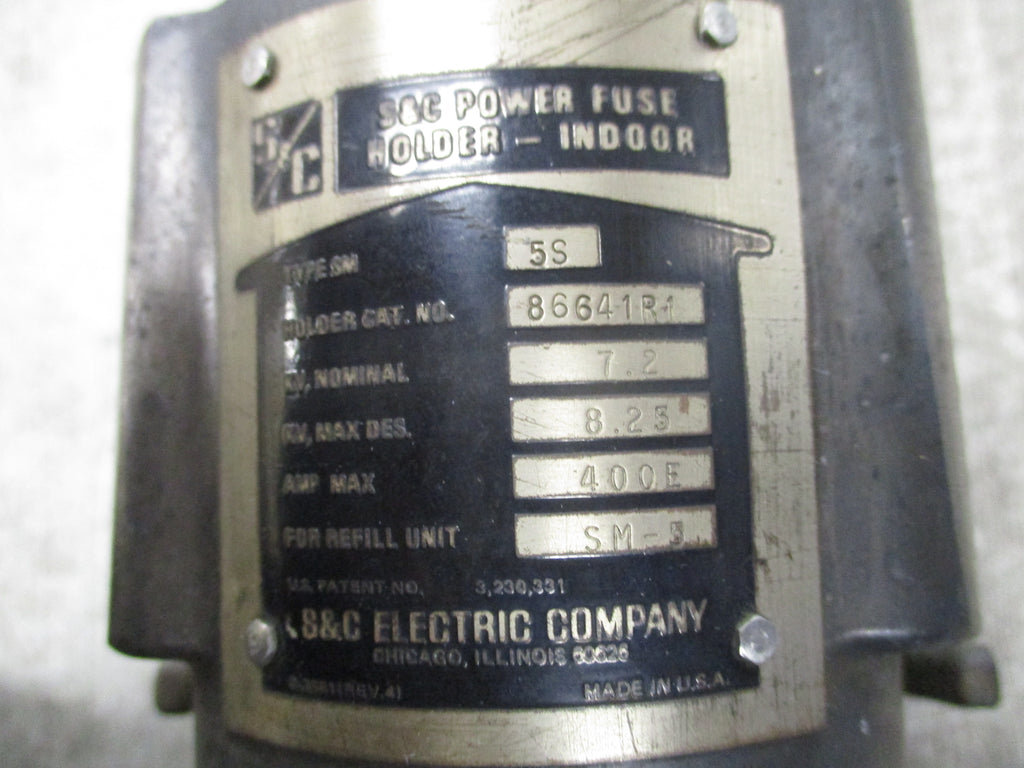 S/C
S&C POWER FUSE
HOLDER - INDOOR
TYPE SM 5S
HOLDER CAT. NO. 86641R1
KV, NOMINAL 7.2
KV, MAX DES. 8.25
AMP MAX 400E
FOR REFILL UNIT SM-5
U.S. PATENT NO. 3,230,331
S&C ELECTRIC COMPANY
CHICAGO, ILLINOIS 60626
(REV.4) MADE IN U.S.A.